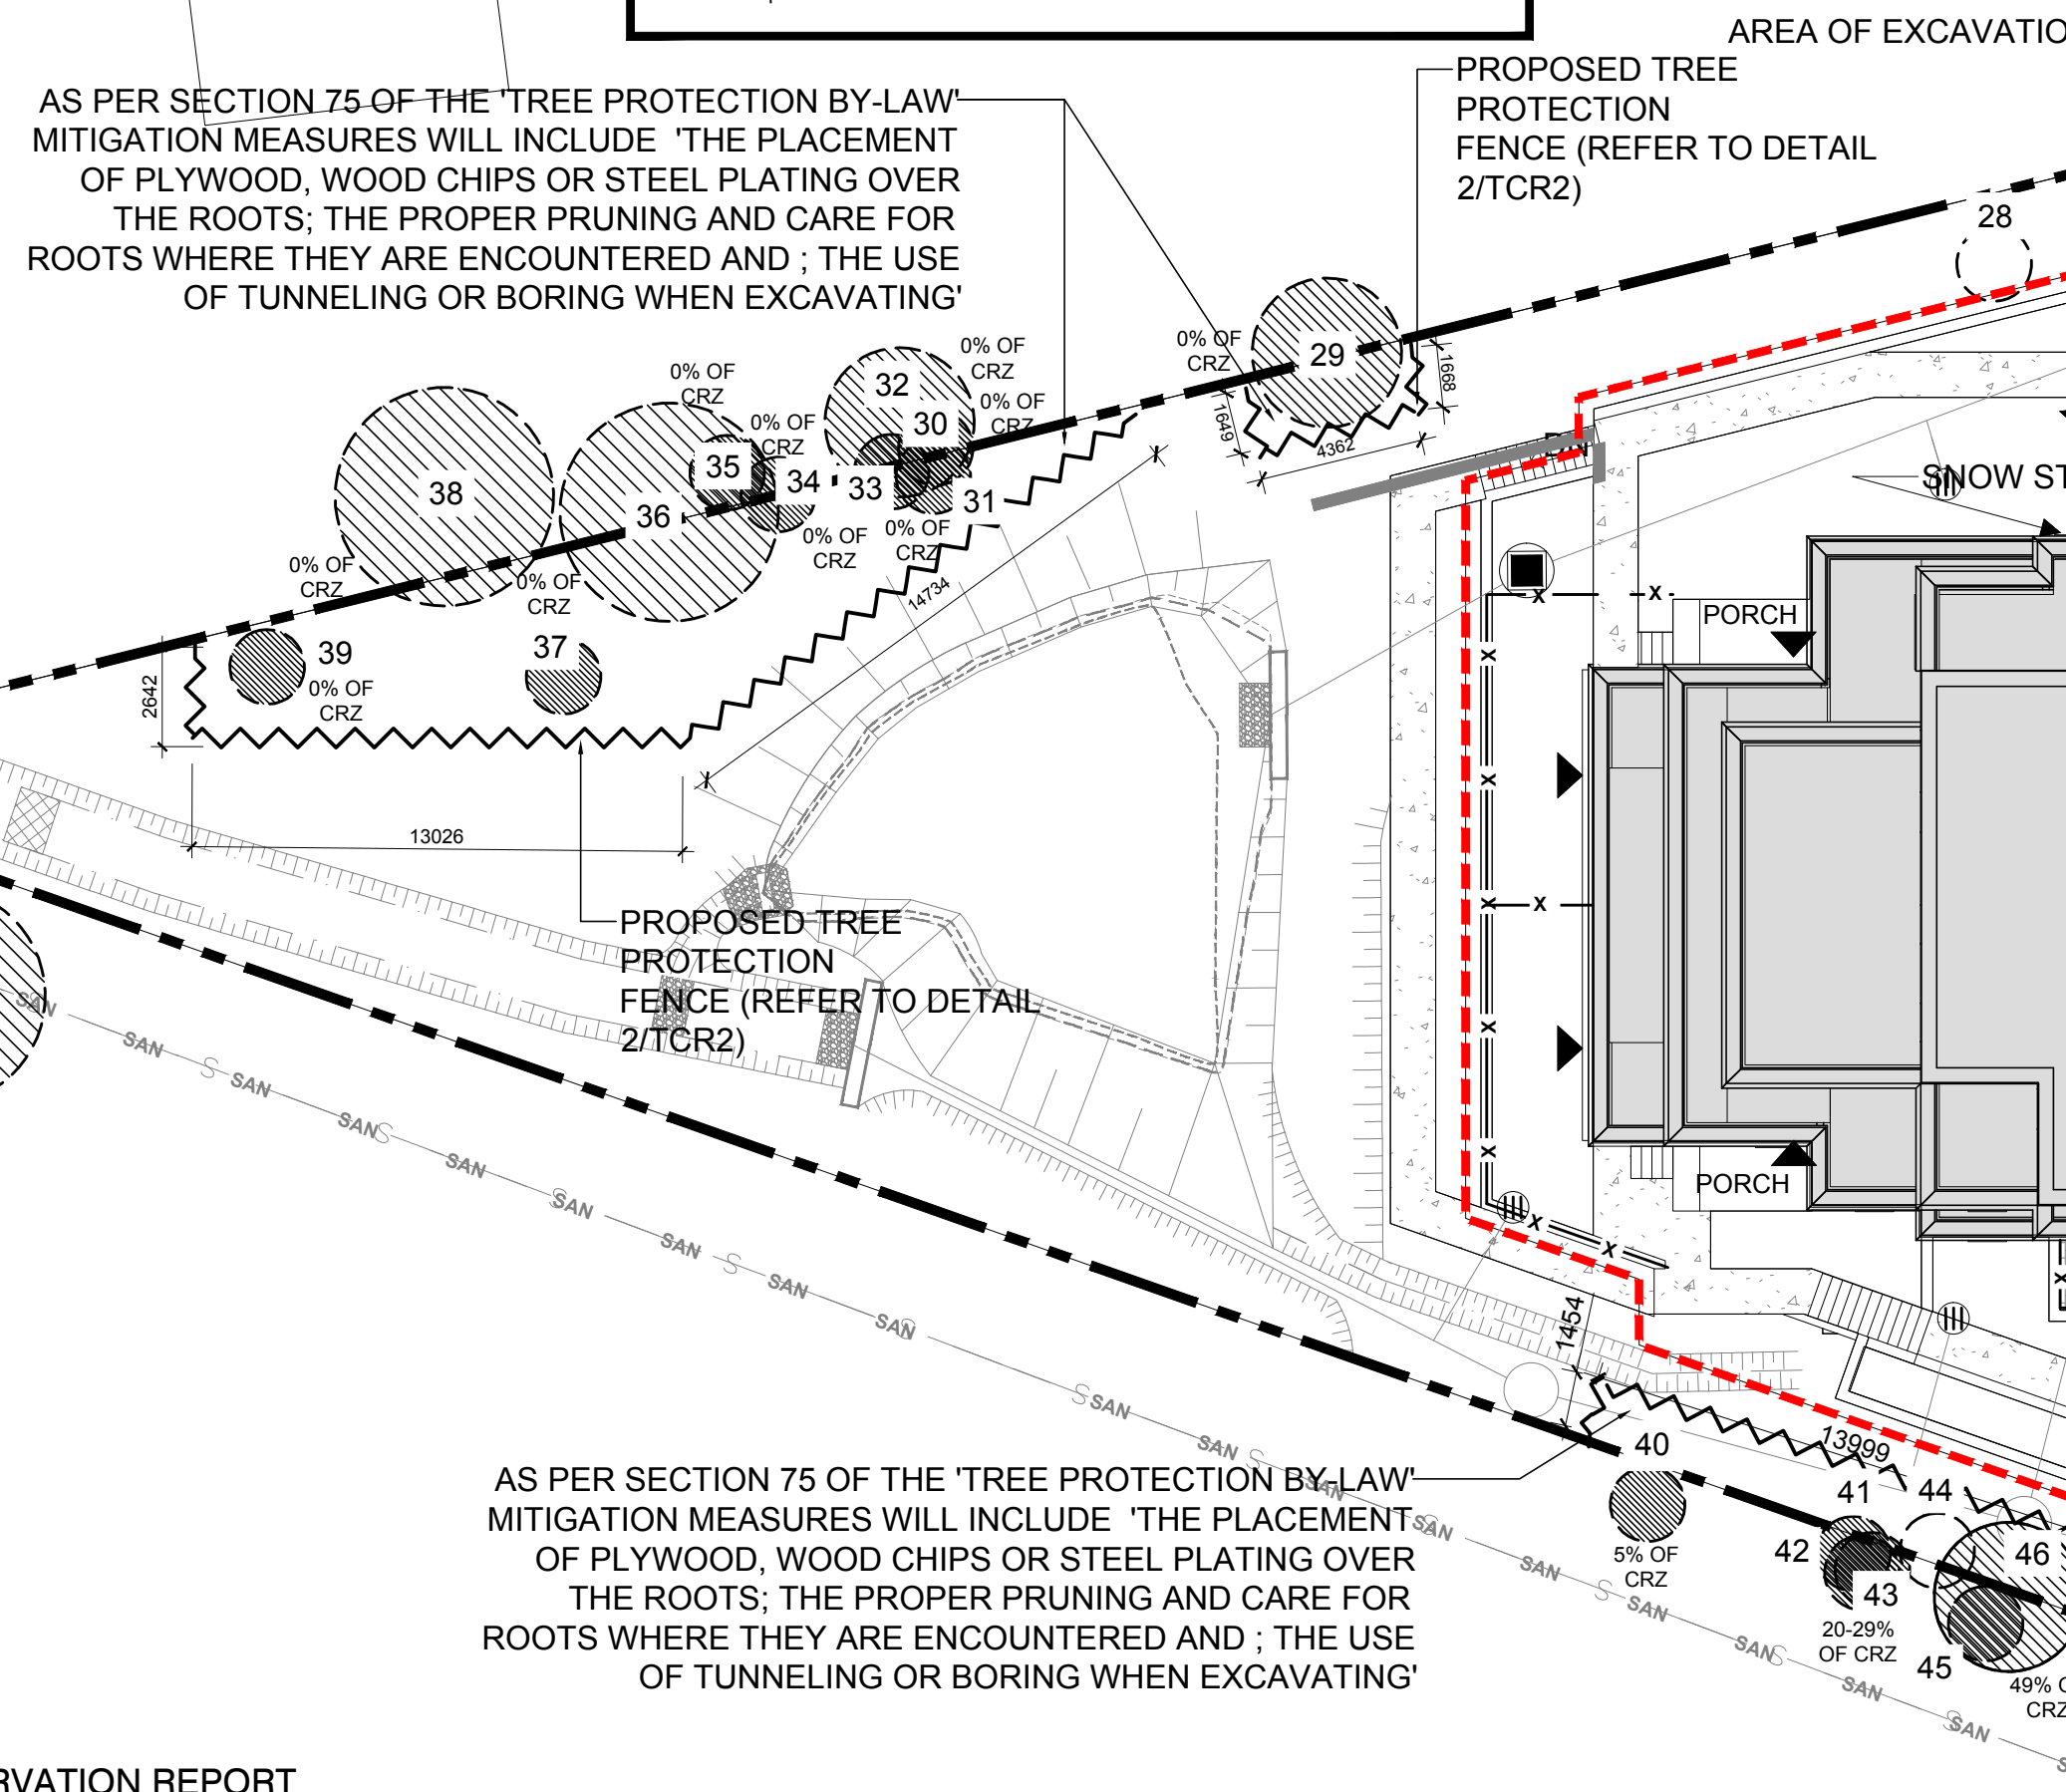 AREA OF EXCAVATIO
PROPOSED TREE
PROTECTION
FENCE (REFER TO DETAIL
2/TCR2)
AS PER SECTION 75 OF THE 'TREE PROTECTION BY-LAW'
MITIGATION MEASURES WILL INCLUDE 'THE PLACEMENT
OF PLYWOOD, WOOD CHIPS OR STEEL PLATING OVER
THE ROOTS; THE PROPER PRUNING AND CARE FOR
ROOTS WHERE THEY ARE ENCOUNTERED AND ; THE USE
OF TUNNELING OR BORING WHEN EXCAVATING'
28
29
0% OF
CRZ
1668
1649
4362
32
0% OF
CRZ
30
0% OF
CRZ
0% OF
CRZ
0% OF
CRZ
35
34
33
31
38
36
0% OF
CRZ
0% OF
CRZ
0% OF
CRZ
0% OF
CRZ
14734
37
39
0% OF
CRZ
2642
13026
DN
SNOW ST
PORCH
X
X
X
X
X
X
X
X
PORCH
X
X
X
PROPOSED TREE
PROTECTION
FENCE (REFER TO DETAIL
2/TCR2)
SAN
SAN
S
SAN
SAN
S
SAN
S
SAN
SAN
S
SAN
SAN
S
S
SAN
SAN
S
SAN
SAN
SAN
S
SAN
SAN
S
SAN
S
SAN
S
1454
13999
40
5% OF
CRZ
41
44
42
43
46
20-29%
OF CRZ
45
49% O
CRZ
AS PER SECTION 75 OF THE 'TREE PROTECTION BY-LAW'
MITIGATION MEASURES WILL INCLUDE 'THE PLACEMENT
OF PLYWOOD, WOOD CHIPS OR STEEL PLATING OVER
THE ROOTS; THE PROPER PRUNING AND CARE FOR
ROOTS WHERE THEY ARE ENCOUNTERED AND ; THE USE
OF TUNNELING OR BORING WHEN EXCAVATING'
RVATION REPORT